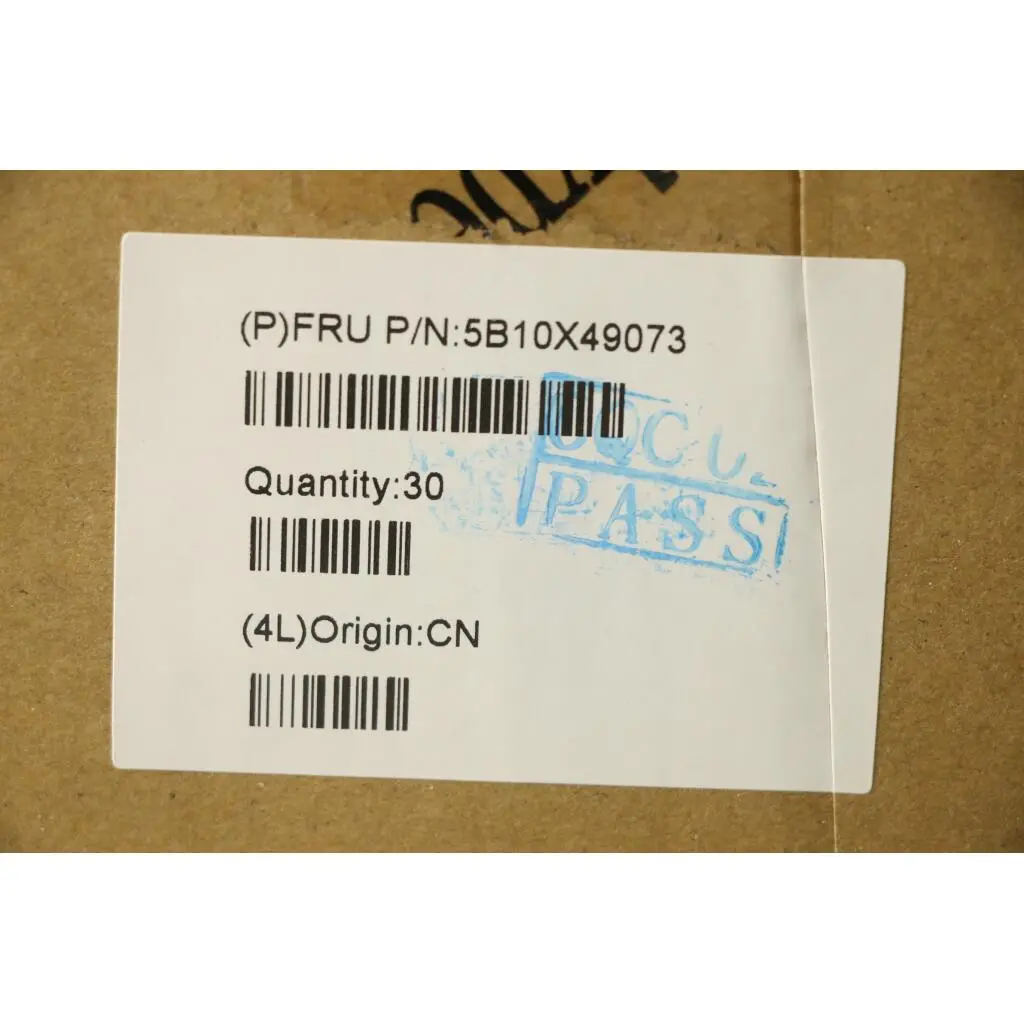 (P)FRU P/N:5B10X49073
Quantity:30
PASS
(4L)Origin:CN